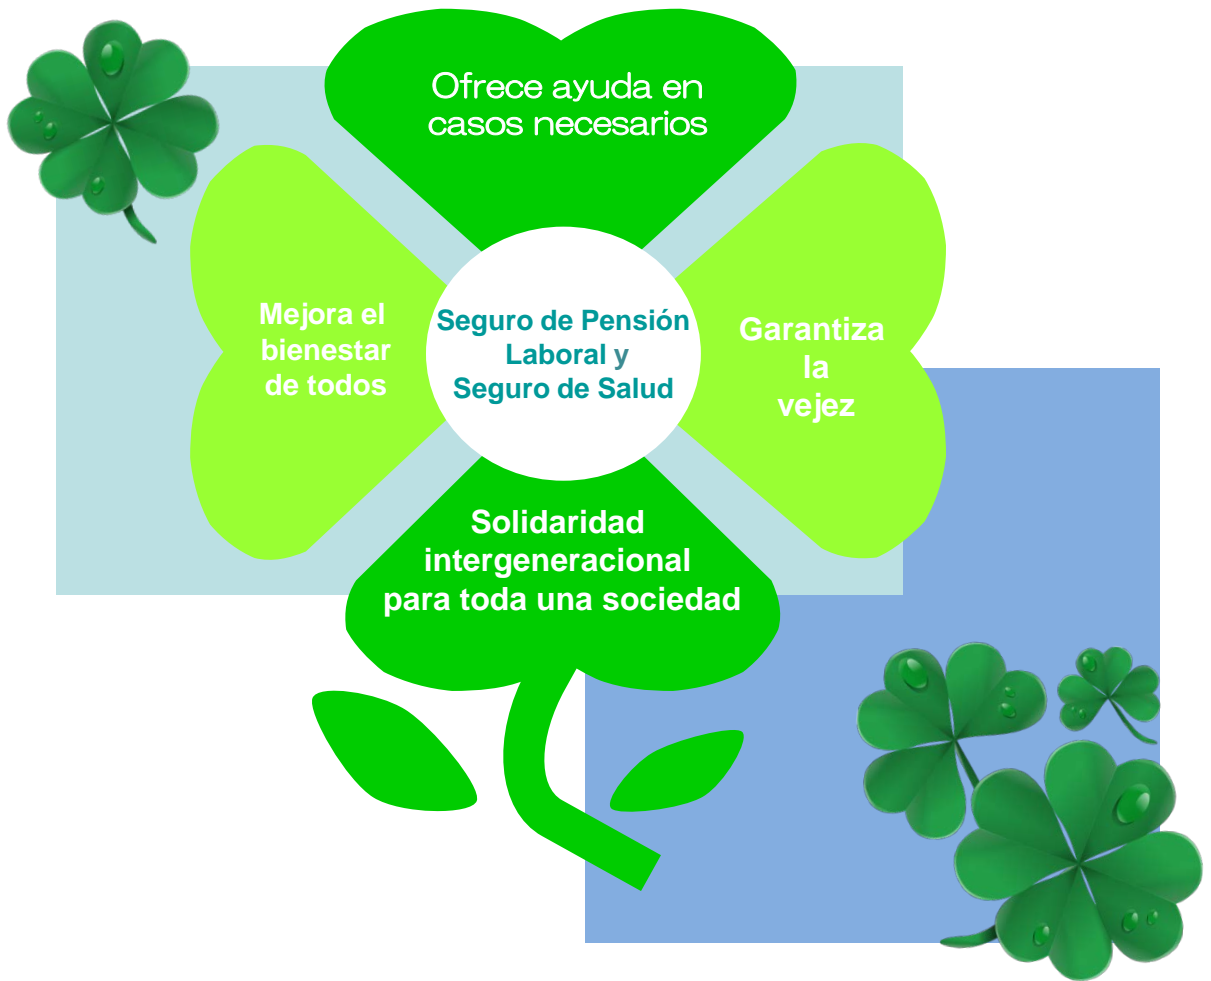 Ofrece ayuda en
casos necesarios
Mejora el
bienestar
de todos
Seguro de Pensión
Laboral y
Seguro de Salud
Garantiza
la
vejez
Solidaridad
intergeneracional
para toda una sociedad